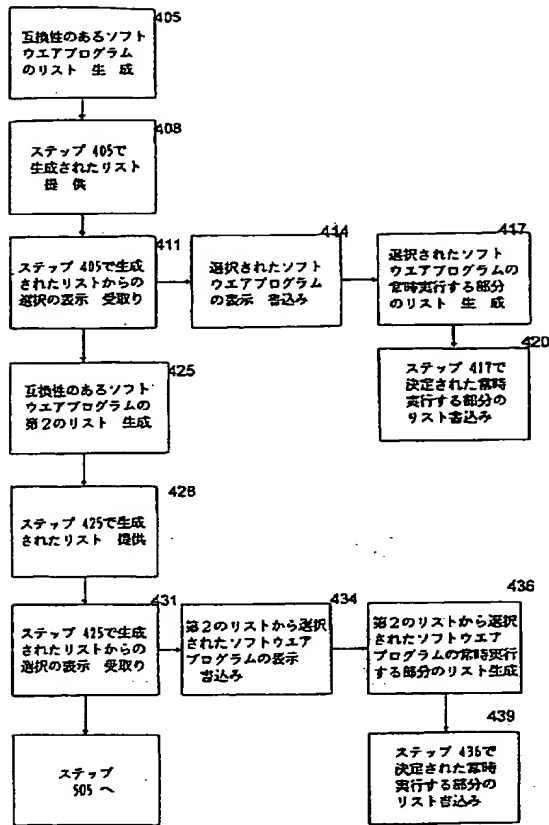 405
互換性のあるソフト
ウエアプログラム
のリスト 生 成
408
ステップ 405で
生成されたリスト
提 供
411
ステップ 405で生成
されたリストからの
選択の表示 受取り
414
選択されたソフト
ウエアプログラム
の表示 書込み
417
選択されたソフト
ウエアプログラムの
常時実行する部分
のリスト 生 成
420
ステップ 417で
決定された常時
実行する部分の
リスト書込み
425
互換性のあるソフト
ウエアプログラムの
第2のリスト 生成
428
ステップ 425で生成
されたリスト 提供
431
ステップ 425で生成
されたリストからの
選択の表示 受取り
434
第2のリストから選択
されたソフトウエア
プログラムの表示
書込み
436
第2のリストから選択
されたソフトウエア
プログラムの常時実行
する部分のリスト生成
439
ステップ 436で
決定された常時
実行する部分の
リスト書込み
ステップ
505 へ